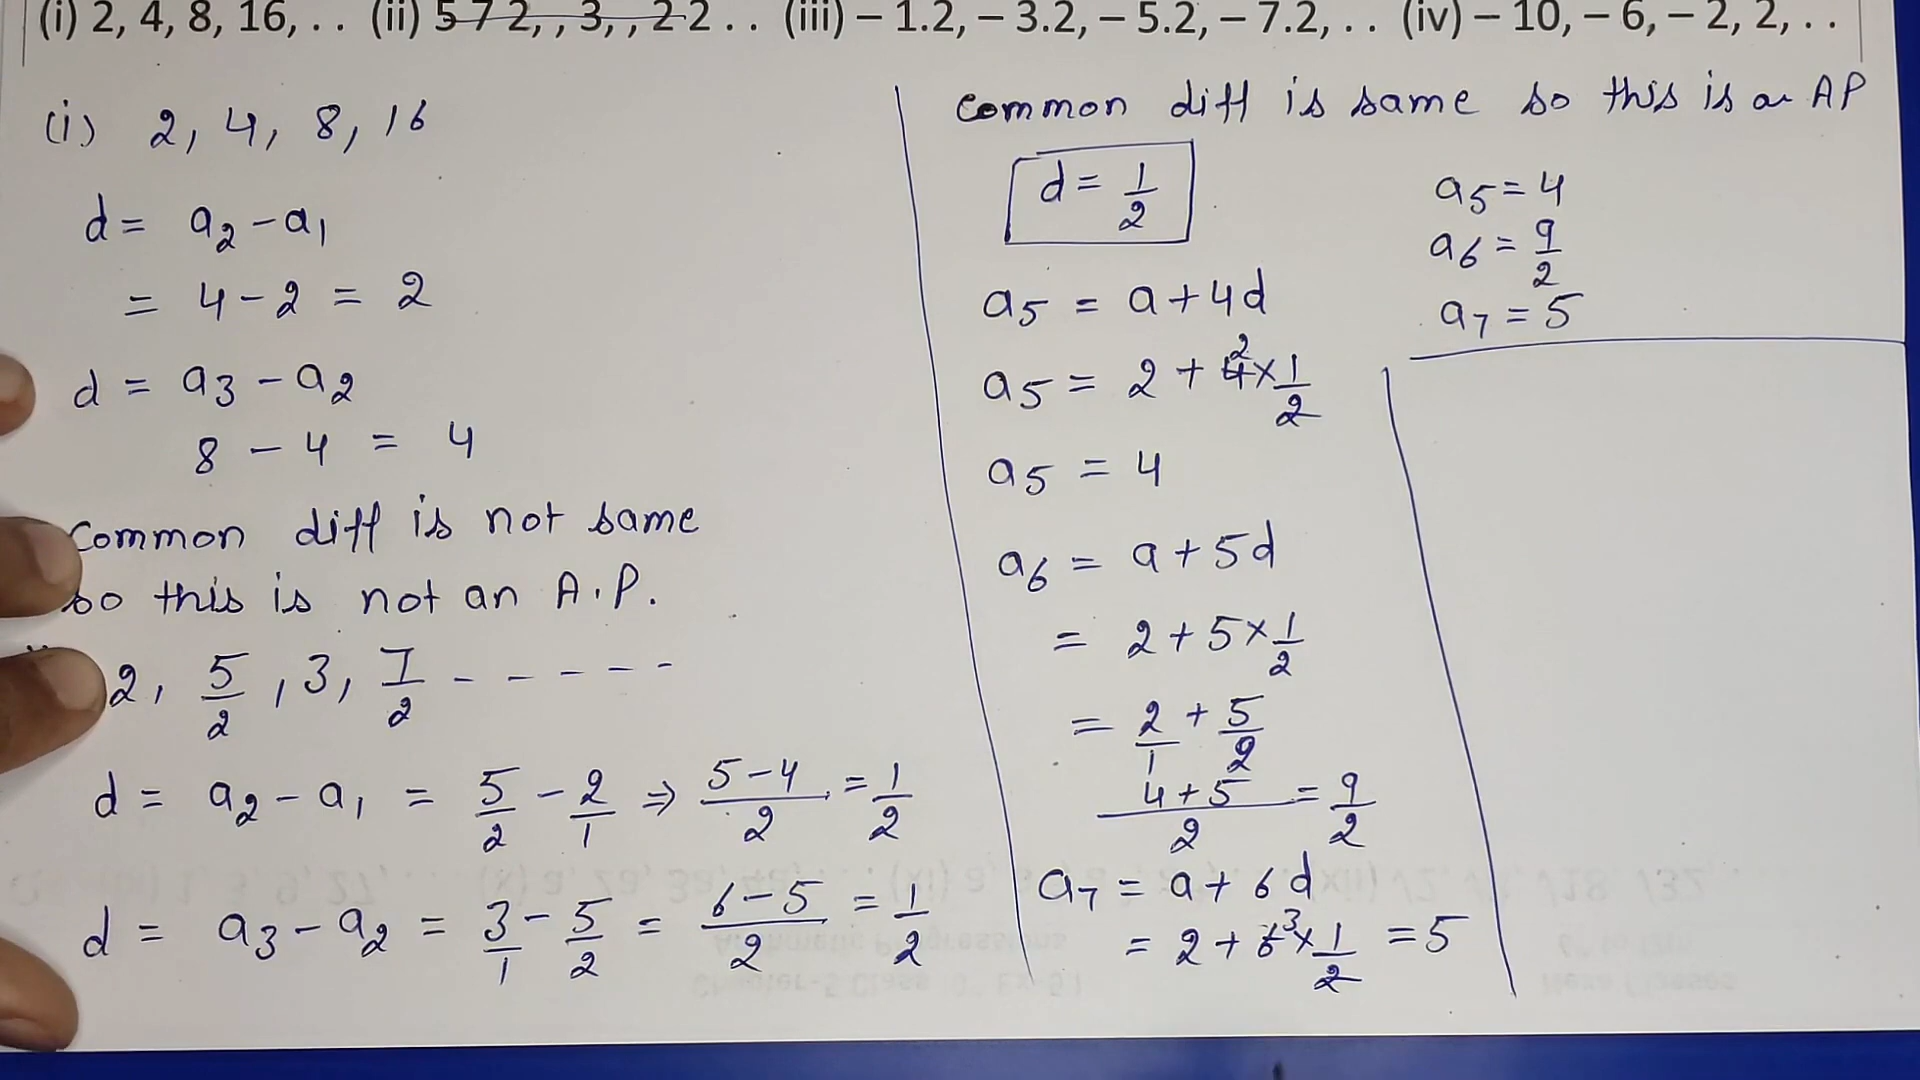 (i) 2, 4, 8, 16, . . (ii) 5 7 2, , 3, , 2 2 . . (iii) – 1.2, – 3.2, – 5.2, – 7.2, . . (iv) – 10, – 6, – 2, 2, . .
(i) 2, 4, 8, 16
d = a₂ - a₁
= 4 - 2 = 2
d = a₃ - a₂
8 - 4 = 4
Common diff is not same
so this is not an A.P.
2, 5/2, 3, 7/2 - - - - - -
d = a₂ - a₁ = 5/2 - 2/1 ⇒ (5-4)/2 = 1/2
d = a₃ - a₂ = 3/1 - 5/2 = (6-5)/2 = 1/2
Common diff is same so this is an AP
d = 1/2
a₅ = a + 4d
a₅ = 2 + 4 2 × 1/2
a₅ = 4
a₆ = a + 5d
= 2 + 5 × 1/2
= 2/1 + 5/2
(4+5)/2 = 9/2
a₇ = a + 6d
= 2 + 6 3 × 1/2 = 5
a₅ = 4
a₆ = 9/2
a₇ = 5